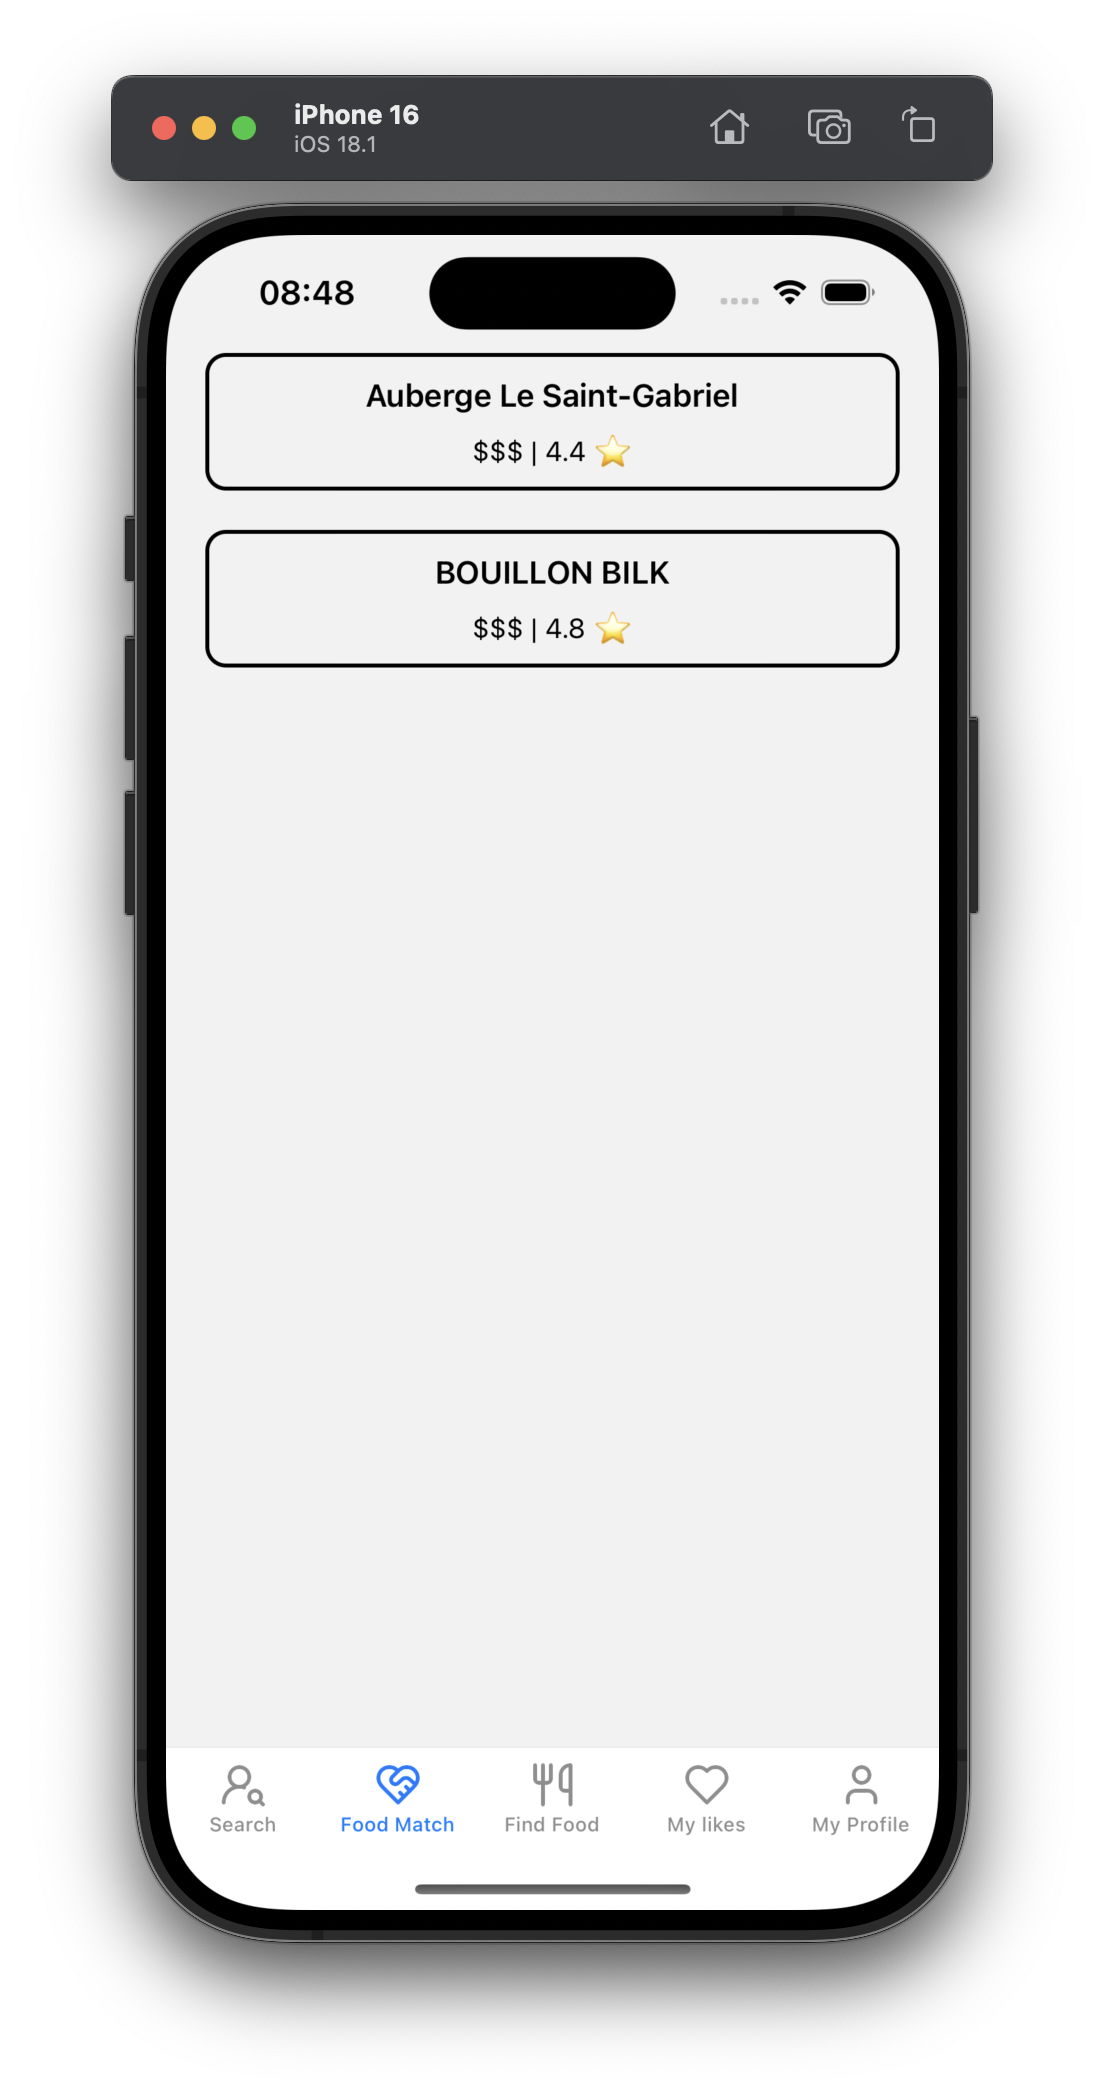 iPhone 16
iOS 18.1
08:48
Auberge Le Saint-Gabriel
$$$ | 4.4 ⭐
BOUILLON BILK
$$$ | 4.8 ⭐
Search
Food Match
Find Food
My likes
My Profile